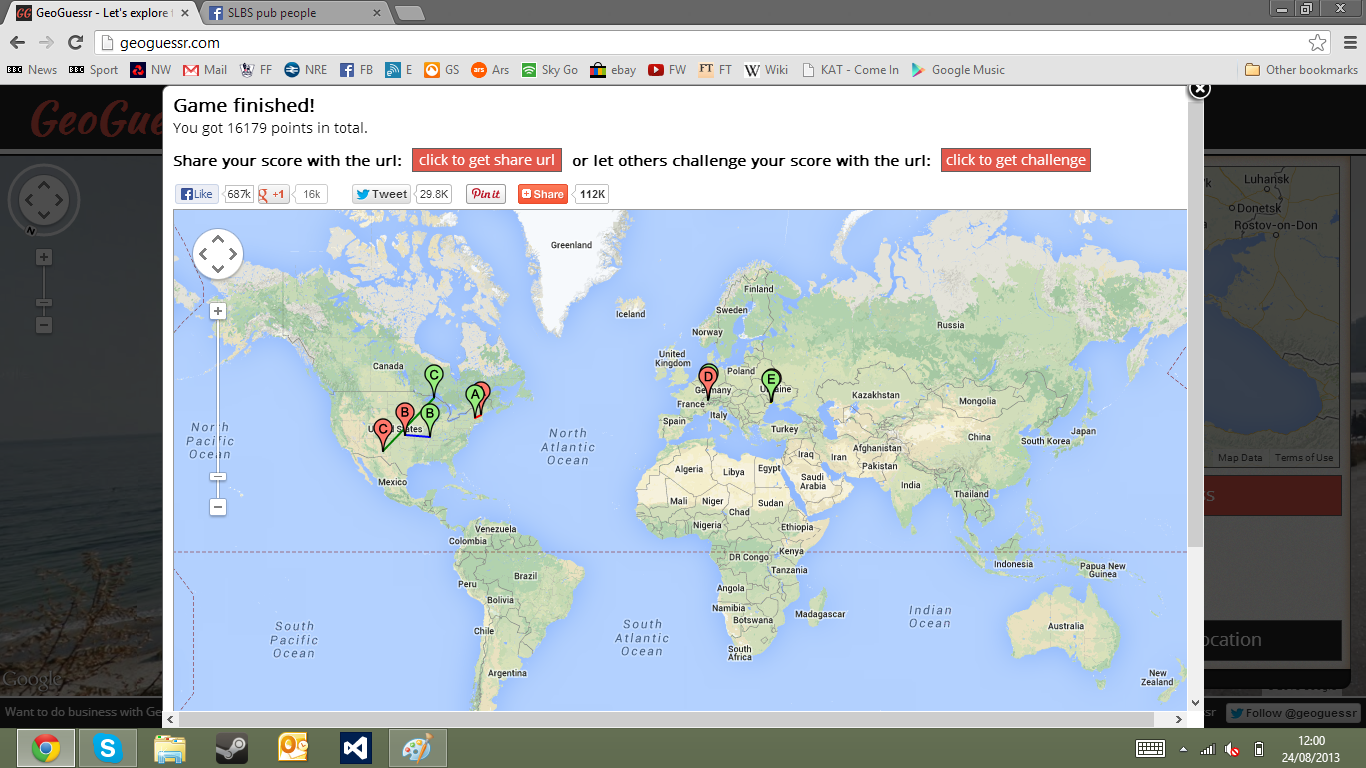 GeoGuessr - Let's explore t
SLBS pub people
geoguessr.com
BBC News BBC Sport NW Mail FF NRE FB E GS Ars Sky Go ebay FW FT FT Wiki KAT - Come In Google Music Other bookmarks
GeoGue
Game finished!
You got 16179 points in total.
Share your score with the url: click to get share url or let others challenge your score with the url: click to get challenge
Like 687k +1 16k Tweet 29.8K Pin it Share 112K
Luhansk
Donetsk
Rostov-on-Don
N
Greenland
Iceland
Finland
Sweden
Norway
Russia
United
Kingdom
Poland
Canada
C
D
E
Germany
Ukraine
France
Kazakhstan
Mongolia
A
B
B
C
Italy
Spain
Turkey
North
Pacific
Ocean
United States
North
Atlantic
Ocean
China
Japan
South Korea
Afghanistan
Iraq
Iran
Pakistan
Map Data Terms of Use
Algeria
Libya
Egypt
Saudi
Arabia
Mexico
India
Thailand
Mali
Niger
Chad
Sudan
Nigeria
Ethiopia
Venezuela
Colombia
DR Congo
Kenya
Tanzania
Indonesia
Papua New
Guinea
Peru
Brazil
Angola
Bolivia
Namibia
Botswana
Madagascar
Indian
Ocean
Australia
South
Pacific
Ocean
Chile
South
Atlantic
Ocean
South
Africa
Argentina
New
Zealand
ocation
Google
Want to do business with Ge
Follow @geoguessr
12:00
24/08/2013